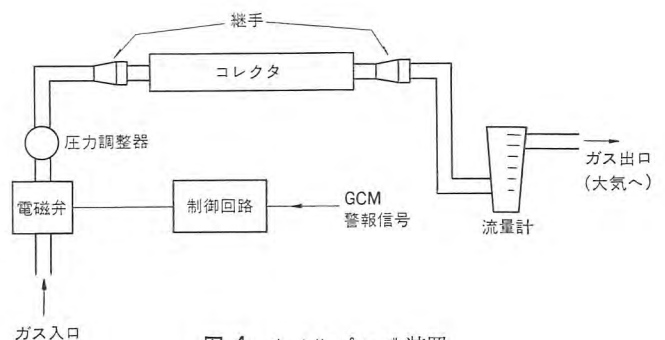 継手
コレクタ
圧力調整器
電磁弁
制御回路
GCM
警報信号
ガス出口
(大気へ)
流量計
ガス入口
図4
装置